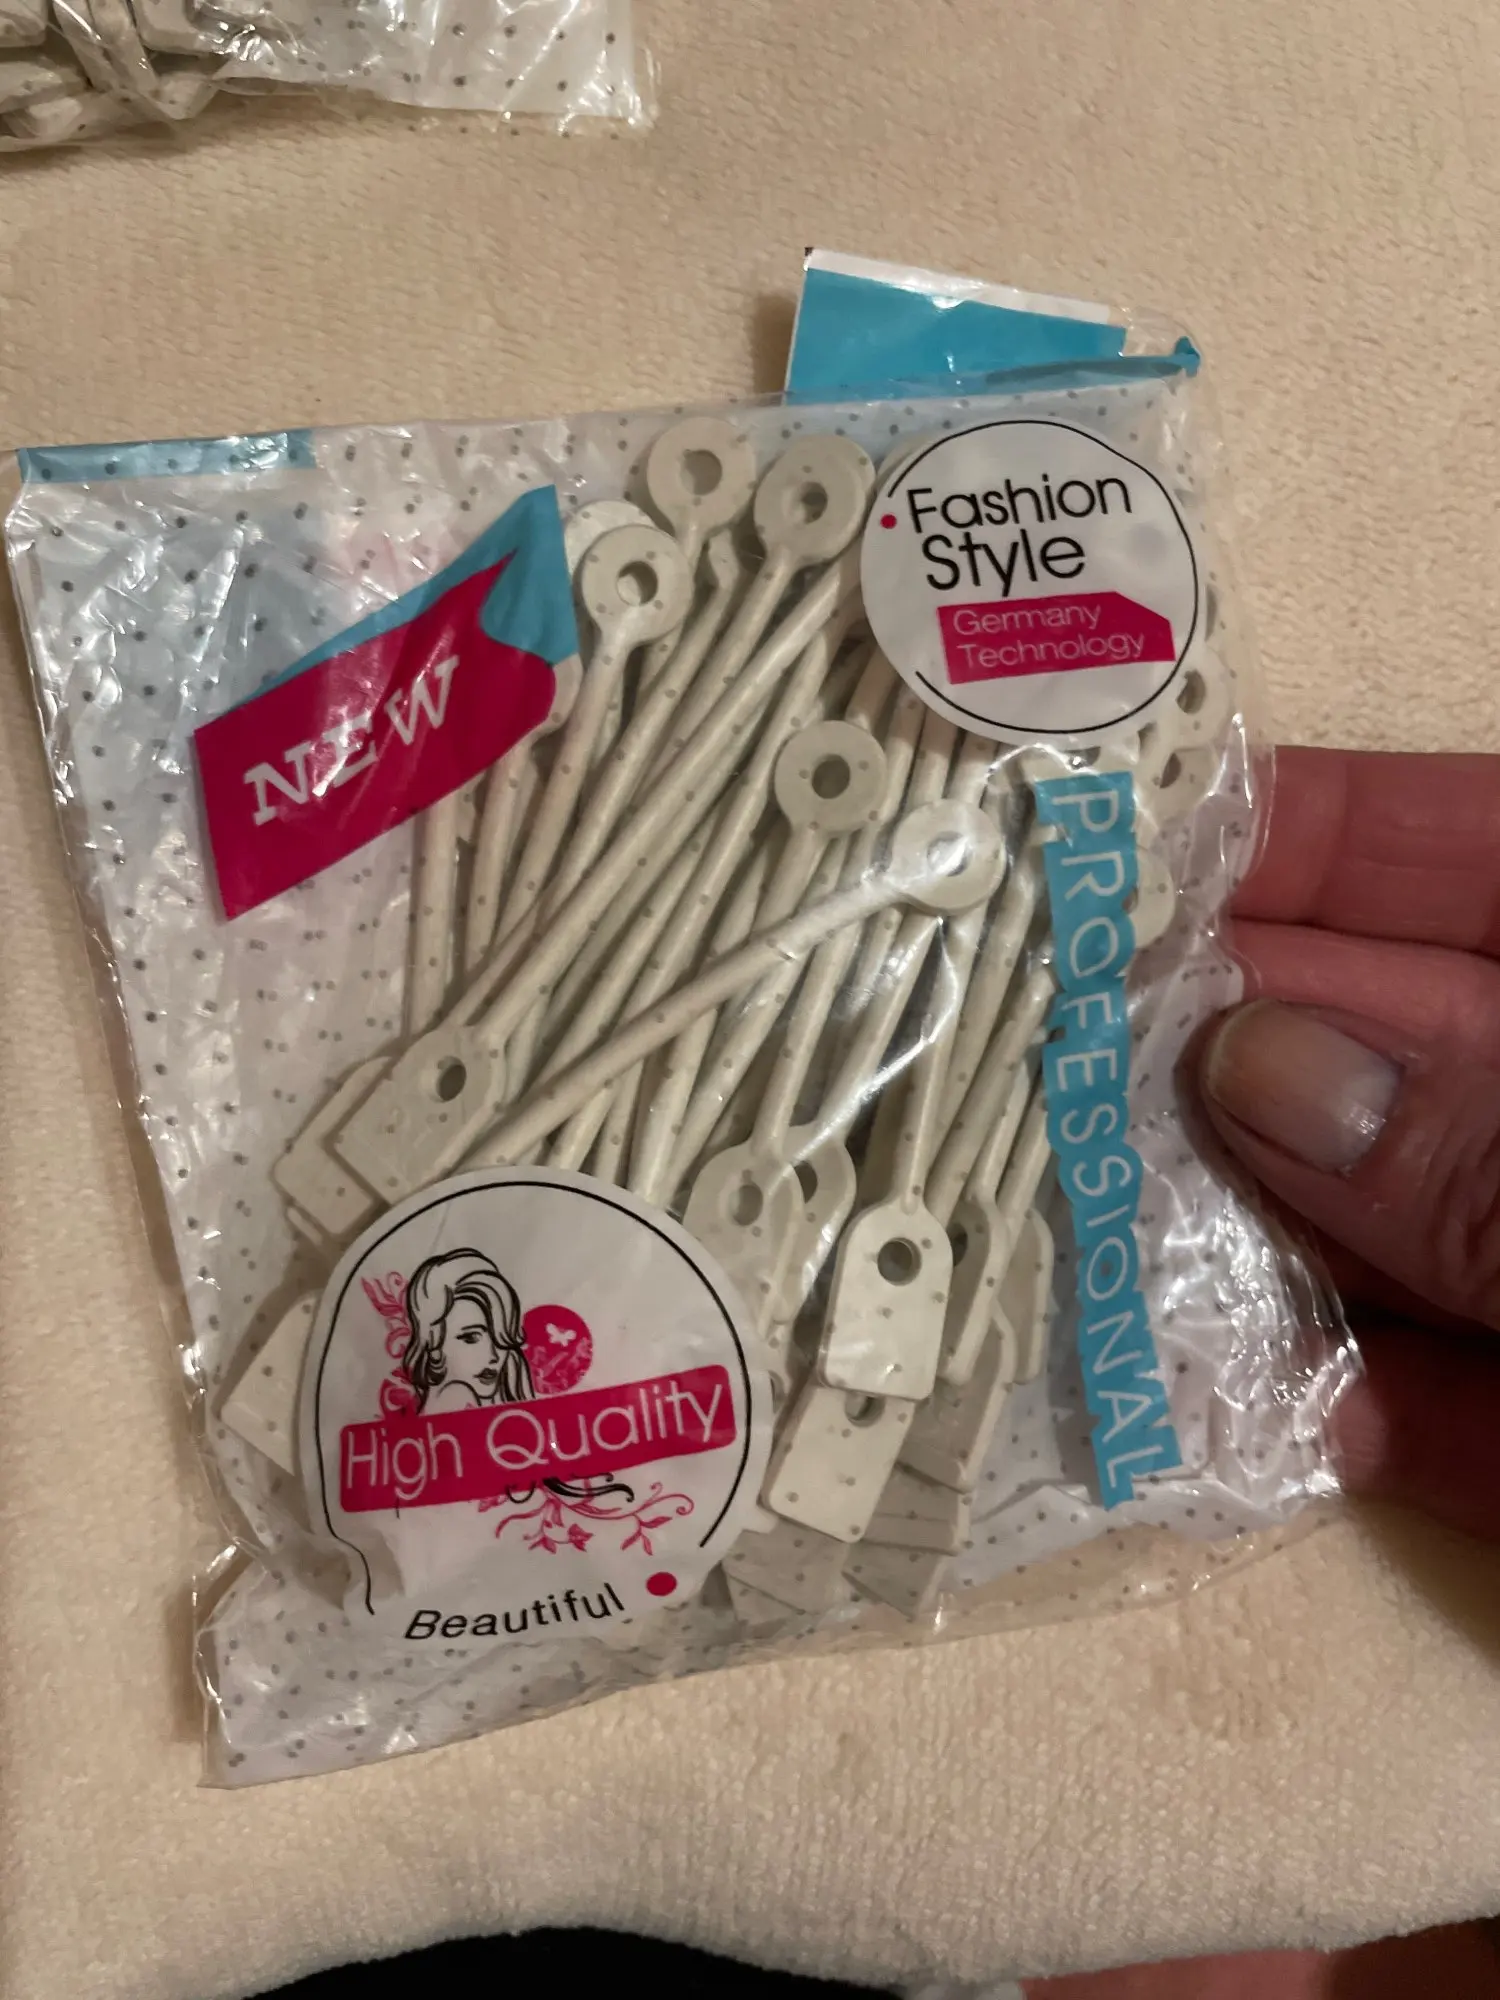 Fashion
Style
Germany
Technology
NEW
PROFESSIONAL
High Quality
Beautiful